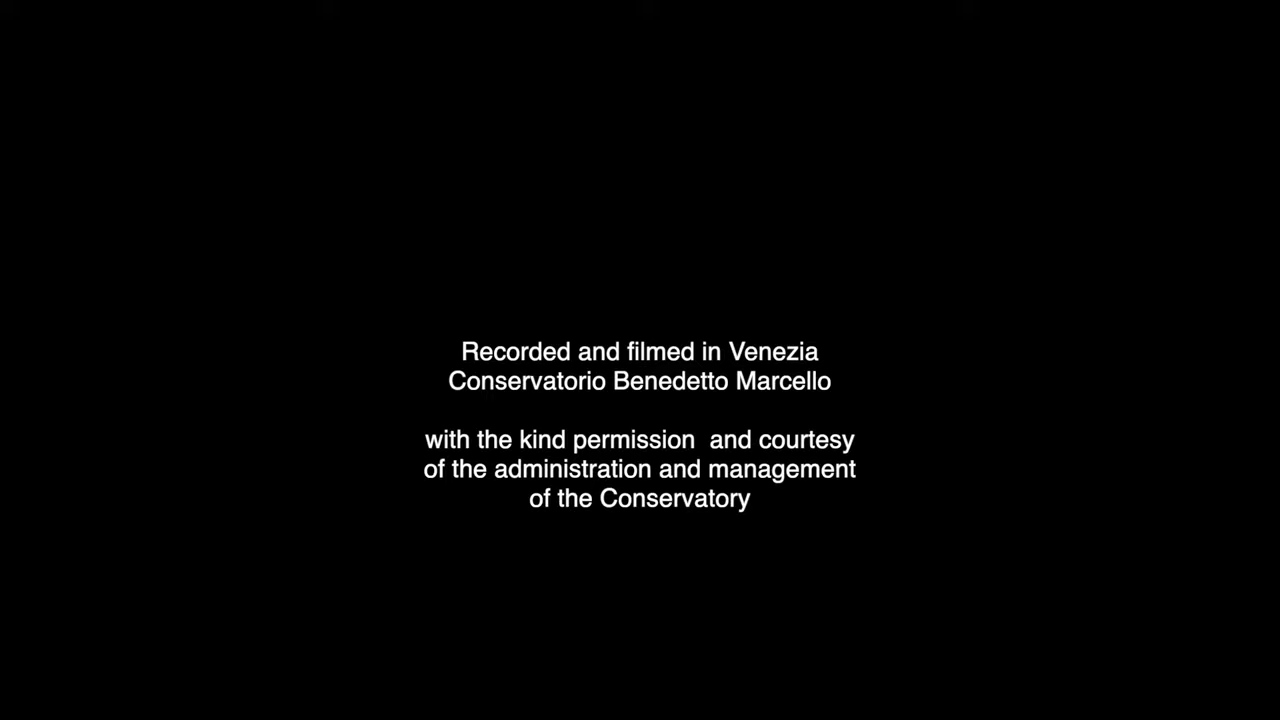 Recorded and filmed in Venezia
Conservatorio Benedetto Marcello
with the kind permission  and courtesy
of the administration and management
of the Conservatory